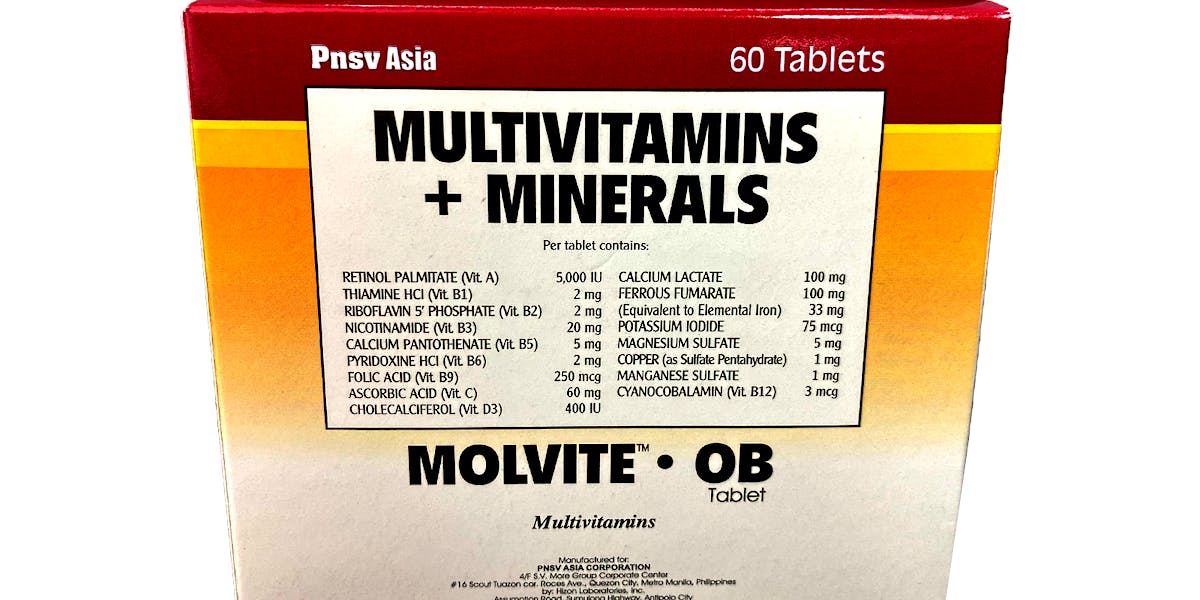 Pnsv Asia 60 Tablets
MULTIVITAMINS
+ MINERALS
Per tablet contains:
RETINOL PALMITATE (Vit. A) 5,000 IU
THIAMINE HCl (Vit. B1) 2 mg
RIBOFLAVIN 5' PHOSPHATE (Vit. B2) 2 mg
NICOTINAMIDE (Vit. B3) 20 mg
CALCIUM PANTOTHENATE (Vit. B5) 5 mg
PYRIDOXINE HCl (Vit. B6) 2 mg
FOLIC ACID (Vit. B9) 250 mcg
ASCORBIC ACID (Vit. C) 60 mg
CHOLECALCIFEROL (Vit. D3) 400 IU
CALCIUM LACTATE 100 mg
FERROUS FUMARATE 100 mg
(Equivalent to Elemental Iron) 33 mg
POTASSIUM IODIDE 75 mcg
MAGNESIUM SULFATE 5 mg
COPPER (as Sulfate Pentahydrate) 1 mg
MANGANESE SULFATE 1 mg
CYANOCOBALAMIN (Vit. B12) 3 mcg
MOLVITE™ • OB
Tablet
Multivitamins
Manufactured for:
PNSV ASIA CORPORATION
4/F S.V. More Group Corporate Center
#16 Scout Tuazon cor. Roces Ave., Quezon City, Metro Manila, Philippines
by: Hizon Laboratories, Inc.
Assumption Road, Sumulong Highway, Antipolo City